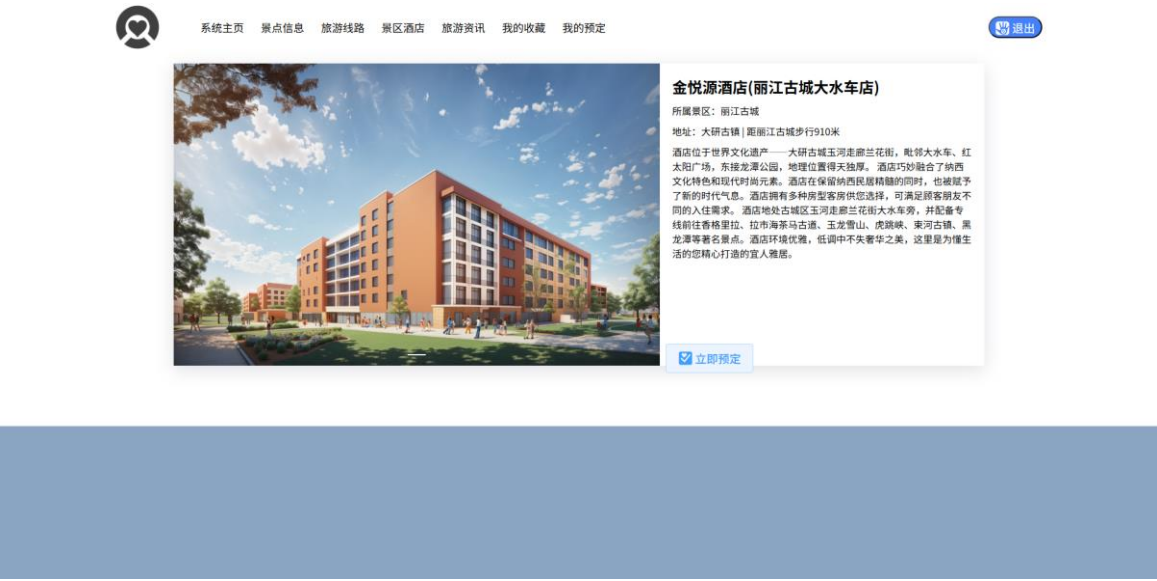 系统主页 景点信息 旅游线路 景区酒店 旅游资讯 我的收藏 我的预定 退出
金悦源酒店(丽江古城大水车店)
所属景区：丽江古城
地址：大研古镇 | 距丽江古城步行910米
酒店位于世界文化遗产——大研古城玉河走廊兰花街，毗邻大水车、红
太阳广场，东接龙潭公园，地理位置得天独厚。 酒店巧妙融合了纳西
文化特色和现代时尚元素。酒店在保留纳西民居精髓的同时，也被赋予
了新的时代气息。酒店拥有多种房型客房供您选择，可满足顾客朋友不
同的入住需求。 酒店地处古城区玉河走廊兰花街大水车旁，并配备专
线前往香格里拉、拉市海茶马古道、玉龙雪山、虎跳峡、束河古镇、黑
龙潭等著名景点。酒店环境优雅，低调中不失奢华之美，这里是为懂生
活的您精心打造的宜人雅居。
立即预定